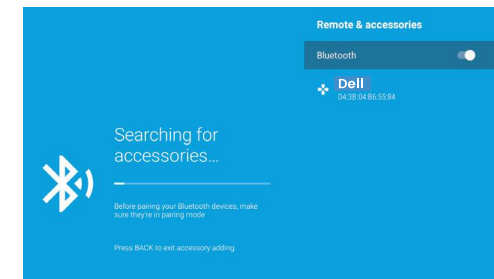 Remote & accessories
Bluetooth
Dell
04:3B:04:B6:55:84
Searching for
accessories...
Before pairing your Bluetooth devices, make
sure they're in pairing mode
Press BACK to exit accessory adding.